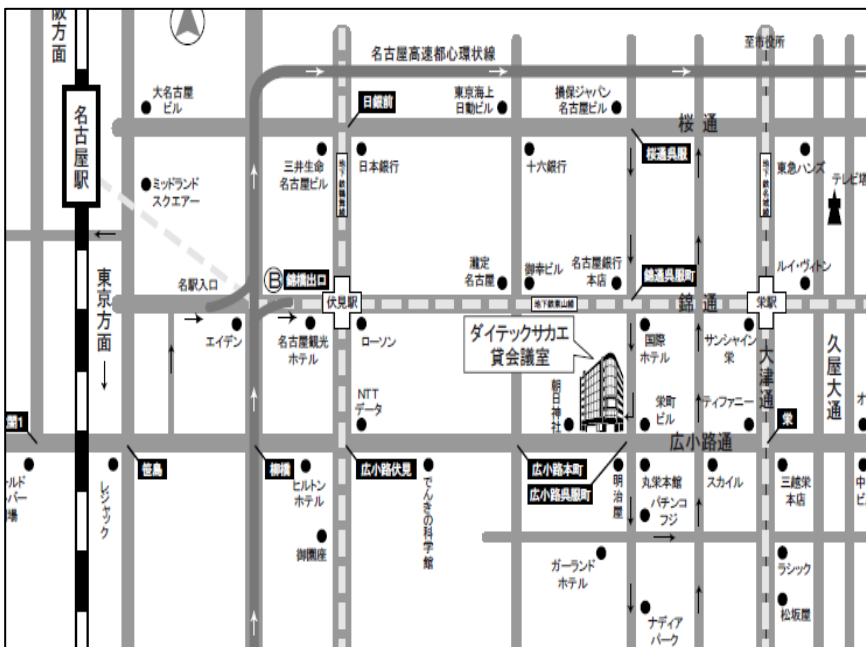 阪方面
名古屋高速都心環状線
至市役所
大名古屋
ビル
日銀前
東京海上
日動ビル
損保ジャパン
名古屋ビル
桜通
名古屋駅
三井生命
名古屋ビル
地下鉄鶴舞線
日本銀行
十六銀行
桜通呉服
地下鉄名城線
東急ハンズ
ミッドランド
スクエアー
テレビ塔
東京方面
名駅入口
B
錦橋出口
伏見駅
瀧定
名古屋
御幸ビル
名古屋銀行
本店
錦通呉服町
ルイ・ヴィトン
地下鉄東山線
錦通
栄駅
エイデン
名古屋観光
ホテル
ローソン
ダイテックサカエ
貸会議室
国際
ホテル
サンシャイン
栄
大津通
久屋大通
NTT
データ
朝日神社
栄町
ビル
ティファニー
オ
1
笹島
柳橋
広小路伏見
広小路本町
広小路呉服町
広小路通
栄
ールド
ーバー
場
レジャック
ヒルトン
ホテル
でんきの科学館
明治屋
丸栄本館
パチンコ
フジ
スカイル
三越栄
本店
中
ビ
御園座
ガーランド
ホテル
ラシック
ナディア
パーク
松坂屋